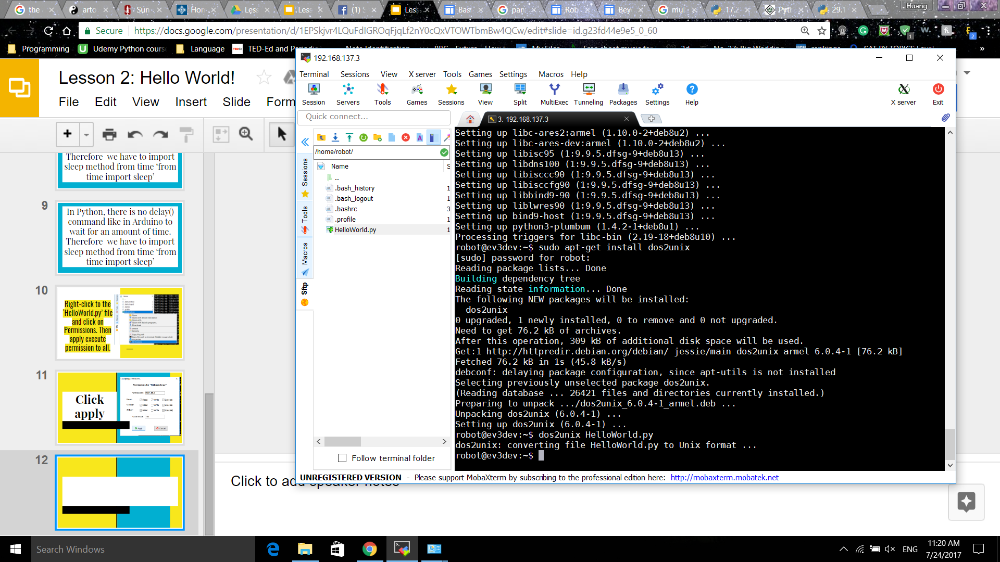 the
arto
Sun
Hon
Less
Less
(1) S
Less
Bas
pan
Rob
Bey
mul
17.2
Pytl
29.1
Huang
Secure
https://docs.google.com/presentation/d/1EPSkjvr4LQuFdIGROqFjqLf2nY0cQxVTOWTbmBw4QCw/edit#slide=id.g23fd44e9e5_0_60
Programming
Udemy Python cours
Language
TED-Ed and Periodic
Lesson 2: Hello World!
File Edit View Insert Slide Form
Therefore we have to import
sleep method from time ‘from
time import sleep’
9
In Python, there is no delay()
command like in Arduino to
wait for an amount of time.
Therefore we have to import
sleep method from time ‘from
time import sleep’
10
Right-click to the
‘HelloWorld.py’ file
and click on
Permissions. Then
apply execute
permission to all.
11
Click
apply
12
Click to add speaker notes
192.168.137.3
Terminal Sessions View X server Tools Games Settings Macros Help
Session Servers Tools Games Sessions View Split MultiExec Tunneling Packages Settings Help X server Exit
Quick connect...
3. 192.168.137.3
Sessions
Tools
Macros
Sftp
/home/robot/
Name S
..
.bash_history 1
.bash_logout 1
.bashrc 3
.profile 1
HelloWorld.py 1
Follow terminal folder
Setting up libc-ares2:armel (1.10.0-2+deb8u2) ...
Setting up libc-ares-dev:armel (1.10.0-2+deb8u2) ...
Setting up libisc95 (1:9.9.5.dfsg-9+deb8u13) ...
Setting up libdns100 (1:9.9.5.dfsg-9+deb8u13) ...
Setting up libisccc90 (1:9.9.5.dfsg-9+deb8u13) ...
Setting up libisccfg90 (1:9.9.5.dfsg-9+deb8u13) ...
Setting up libbind9-90 (1:9.9.5.dfsg-9+deb8u13) ...
Setting up liblwres90 (1:9.9.5.dfsg-9+deb8u13) ...
Setting up bind9-host (1:9.9.5.dfsg-9+deb8u13) ...
Setting up python3-plumbum (1.4.2-1+deb8u1) ...
Processing triggers for libc-bin (2.19-18+deb8u10) ...
robot@ev3dev:~$ sudo apt-get install dos2unix
[sudo] password for robot:
Reading package lists... Done
Building dependency tree
Reading state information... Done
The following NEW packages will be installed:
dos2unix
0 upgraded, 1 newly installed, 0 to remove and 0 not upgraded.
Need to get 76.2 kB of archives.
After this operation, 309 kB of additional disk space will be used.
Get:1 http://httpredir.debian.org/debian/ jessie/main dos2unix armel 6.0.4-1 [76.2 kB]
Fetched 76.2 kB in 1s (45.8 kB/s)
debconf: delaying package configuration, since apt-utils is not installed
Selecting previously unselected package dos2unix.
(Reading database ... 26421 files and directories currently installed.)
Preparing to unpack .../dos2unix_6.0.4-1_armel.deb ...
Unpacking dos2unix (6.0.4-1) ...
Setting up dos2unix (6.0.4-1) ...
robot@ev3dev:~$ dos2unix HelloWorld.py
dos2unix: converting file HelloWorld.py to Unix format ...
robot@ev3dev:~$
UNREGISTERED VERSION - Please support MobaXterm by subscribing to the professional edition here: http://mobaxterm.mobatek.net
Search Windows
ENG
11:20 AM
7/24/2017